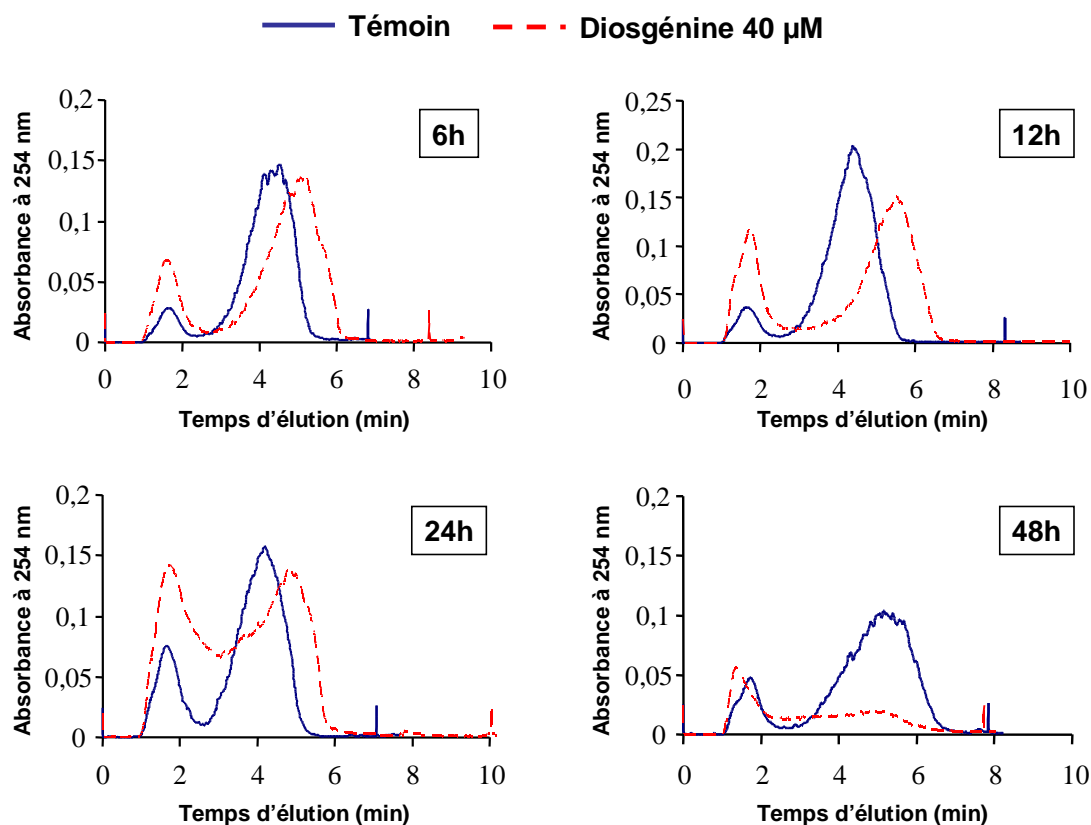 Témoin Diosgénine 40 µM
6h
Absorbance à 254 nm
0,2
0,15
0,1
0,05
0
0 2 4 6 8 10
Temps d'élution (min)
12h
Absorbance à 254 nm
0,25
0,2
0,15
0,1
0,05
0
0 2 4 6 8 10
Temps d'élution (min)
24h
Absorbance à 254 nm
0,2
0,15
0,1
0,05
0
0 2 4 6 8 10
Temps d'élution (min)
48h
Absorbance à 254 nm
0,2
0,15
0,1
0,05
0
0 2 4 6 8 10
Temps d'élution (min)